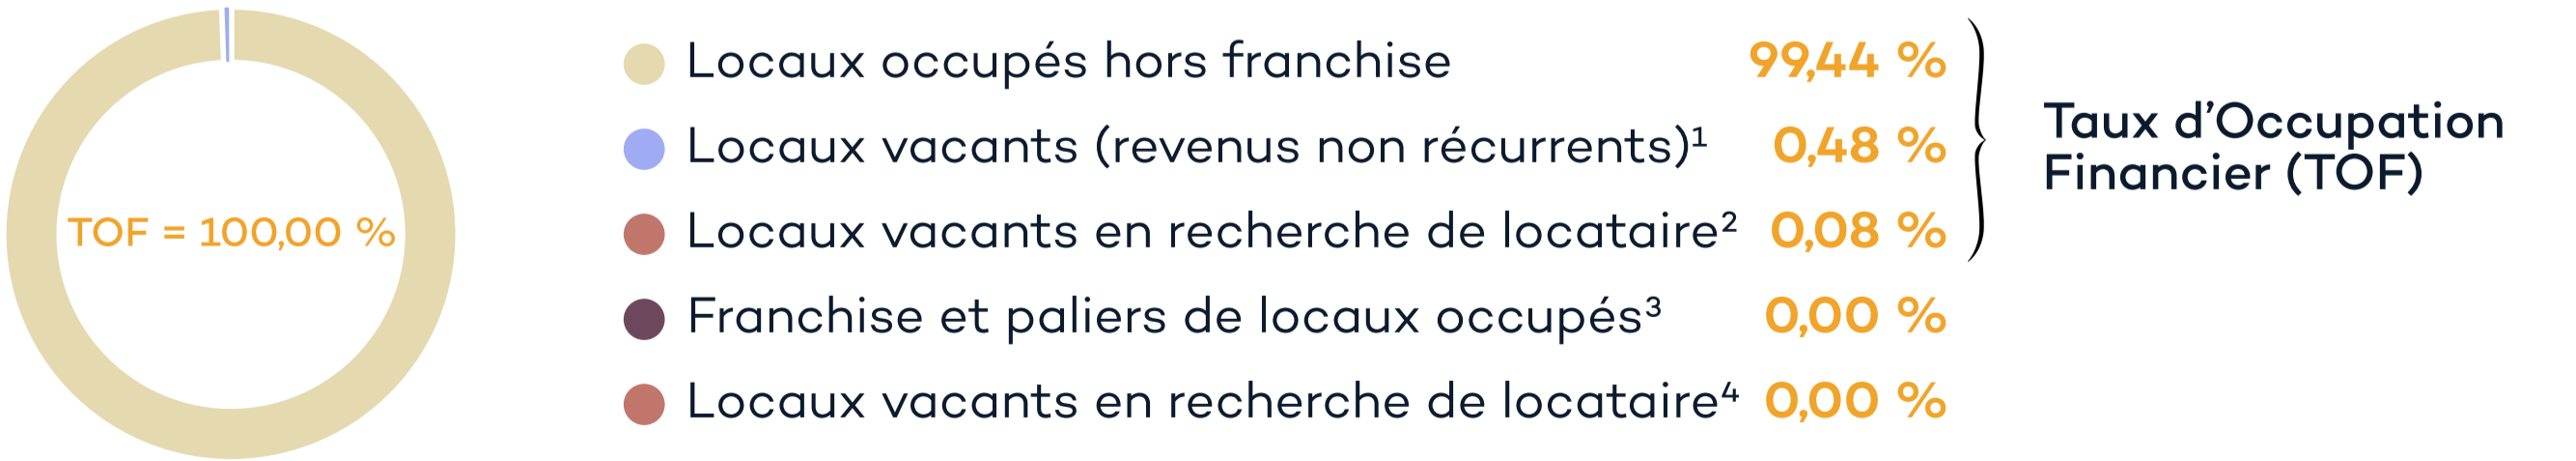 TOF = 100,00 %
Locaux occupés hors franchise 99,44 %
Locaux vacants (revenus non récurrents)¹ 0,48 %
Locaux vacants en recherche de locataire² 0,08 %
Franchise et paliers de locaux occupés³ 0,00 %
Locaux vacants en recherche de locataire⁴ 0,00 %
Taux d’Occupation
Financier (TOF)